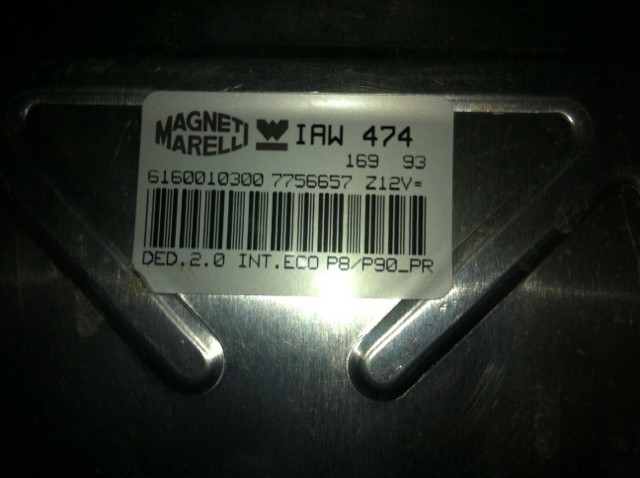 MAGNETI MARELLI IAW 474
169 93
6160010300 7756657 Z12V=
DED.2.0 INT.ECO P8/P90_PR